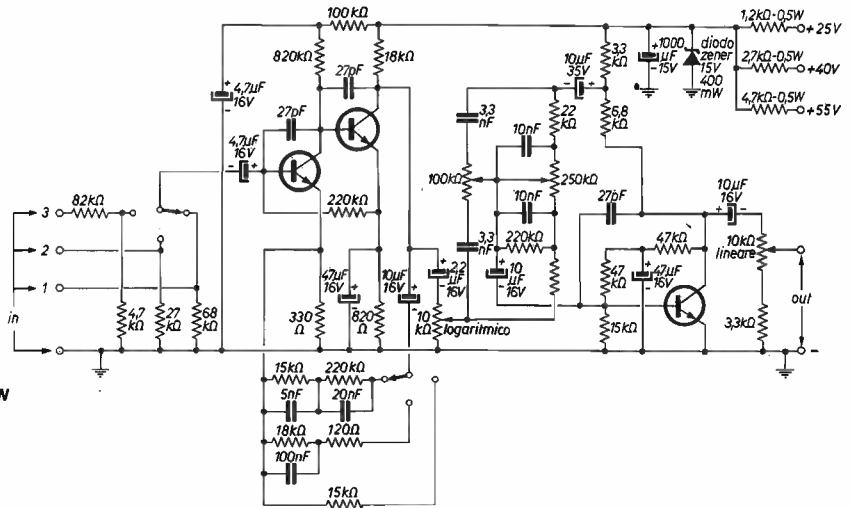 100kΩ
820kΩ
18kΩ
27pF
4,7µF
16V
27pF
4,7µF
16V
3
82kΩ
2
1
in
4,7
kΩ
27
kΩ
68
kΩ
220kΩ
47µF
16V
10µF
16V
2,2
µF
16V
330
Ω
820
Ω
10
kΩ
logaritmico
15kΩ
220kΩ
5nF
20nF
18kΩ
120Ω
100nF
15kΩ
N
3,3
nF
100kΩ
3,3
nF
10µF
35V
22
kΩ
10nF
250kΩ
10nF
220kΩ
10
µF
16V
3,3
kΩ
6,8
kΩ
27pF
47kΩ
47
kΩ
47µF
16V
15kΩ
10µF
16V
10kΩ
lineare
3,3kΩ
out
1000
µF
15V
diodo
zener
15V
400
mW
1,2kΩ-0,5W
+25V
2,7kΩ-0,5W
+40V
4,7kΩ-0,5W
+55V